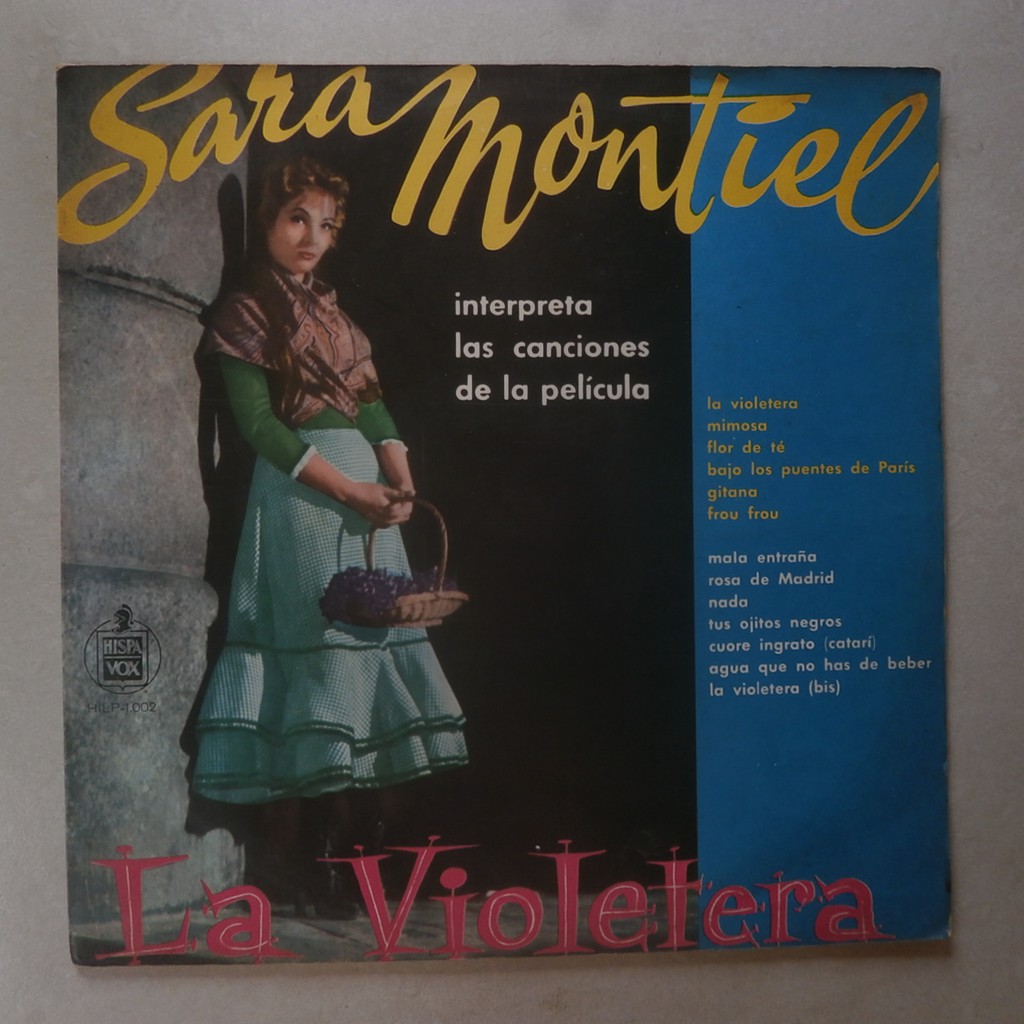 Sara Montiel
interpreta
las canciones
de la película
la violetera
mimosa
flor de té
bajo los puentes de París
gitana
frou frou
mala entraña
rosa de Madrid
nada
tus ojitos negros
cuore ingrato (catarí)
agua que no has de beber
la violetera (bis)
HISPA
VOX
HILP-1.002
La Violetera